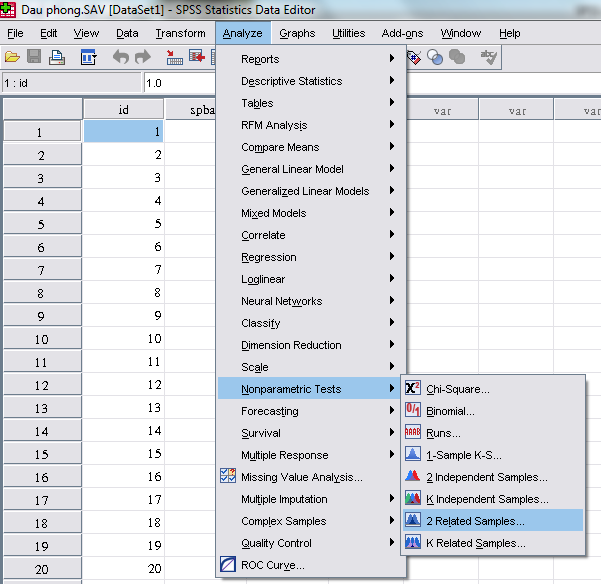 Dau phong.SAV [DataSet1] - SPSS Statistics Data Editor
File Edit View Data Transform Analyze Graphs Utilities Add-ons Window Help
1 : id 1.0
id spba var var va
1 1
2 2
3 3
4 4
5 5
6 6
7 7
8 8
9 9
10 10
11 11
12 12
13 13
14 14
15 15
16 16
17 17
18 18
19 19
20 20
Reports
Descriptive Statistics
Tables
RFM Analysis
Compare Means
General Linear Model
Generalized Linear Models
Mixed Models
Correlate
Regression
Loglinear
Neural Networks
Classify
Dimension Reduction
Scale
Nonparametric Tests
Forecasting
Survival
Multiple Response
Missing Value Analysis...
Multiple Imputation
Complex Samples
Quality Control
ROC Curve...
Chi-Square...
Binomial...
Runs...
1-Sample K-S...
2 Independent Samples...
K Independent Samples...
2 Related Samples...
K Related Samples...